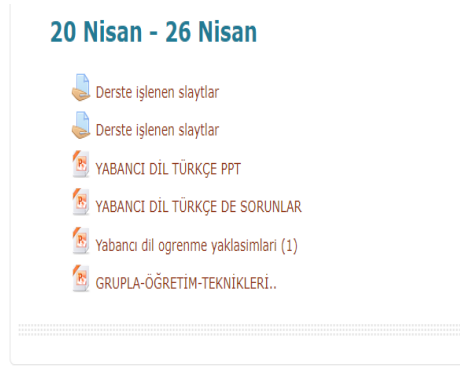 20 Nisan - 26 Nisan
Derste işlenen slaytlar
Derste işlenen slaytlar
YABANCI DİL TÜRKÇE PPT
YABANCI DİL TÜRKÇE DE SORUNLAR
Yabancı dil ogrenme yaklasimlari (1)
GRUPLA-ÖĞRETİM-TEKNİKLERİ..